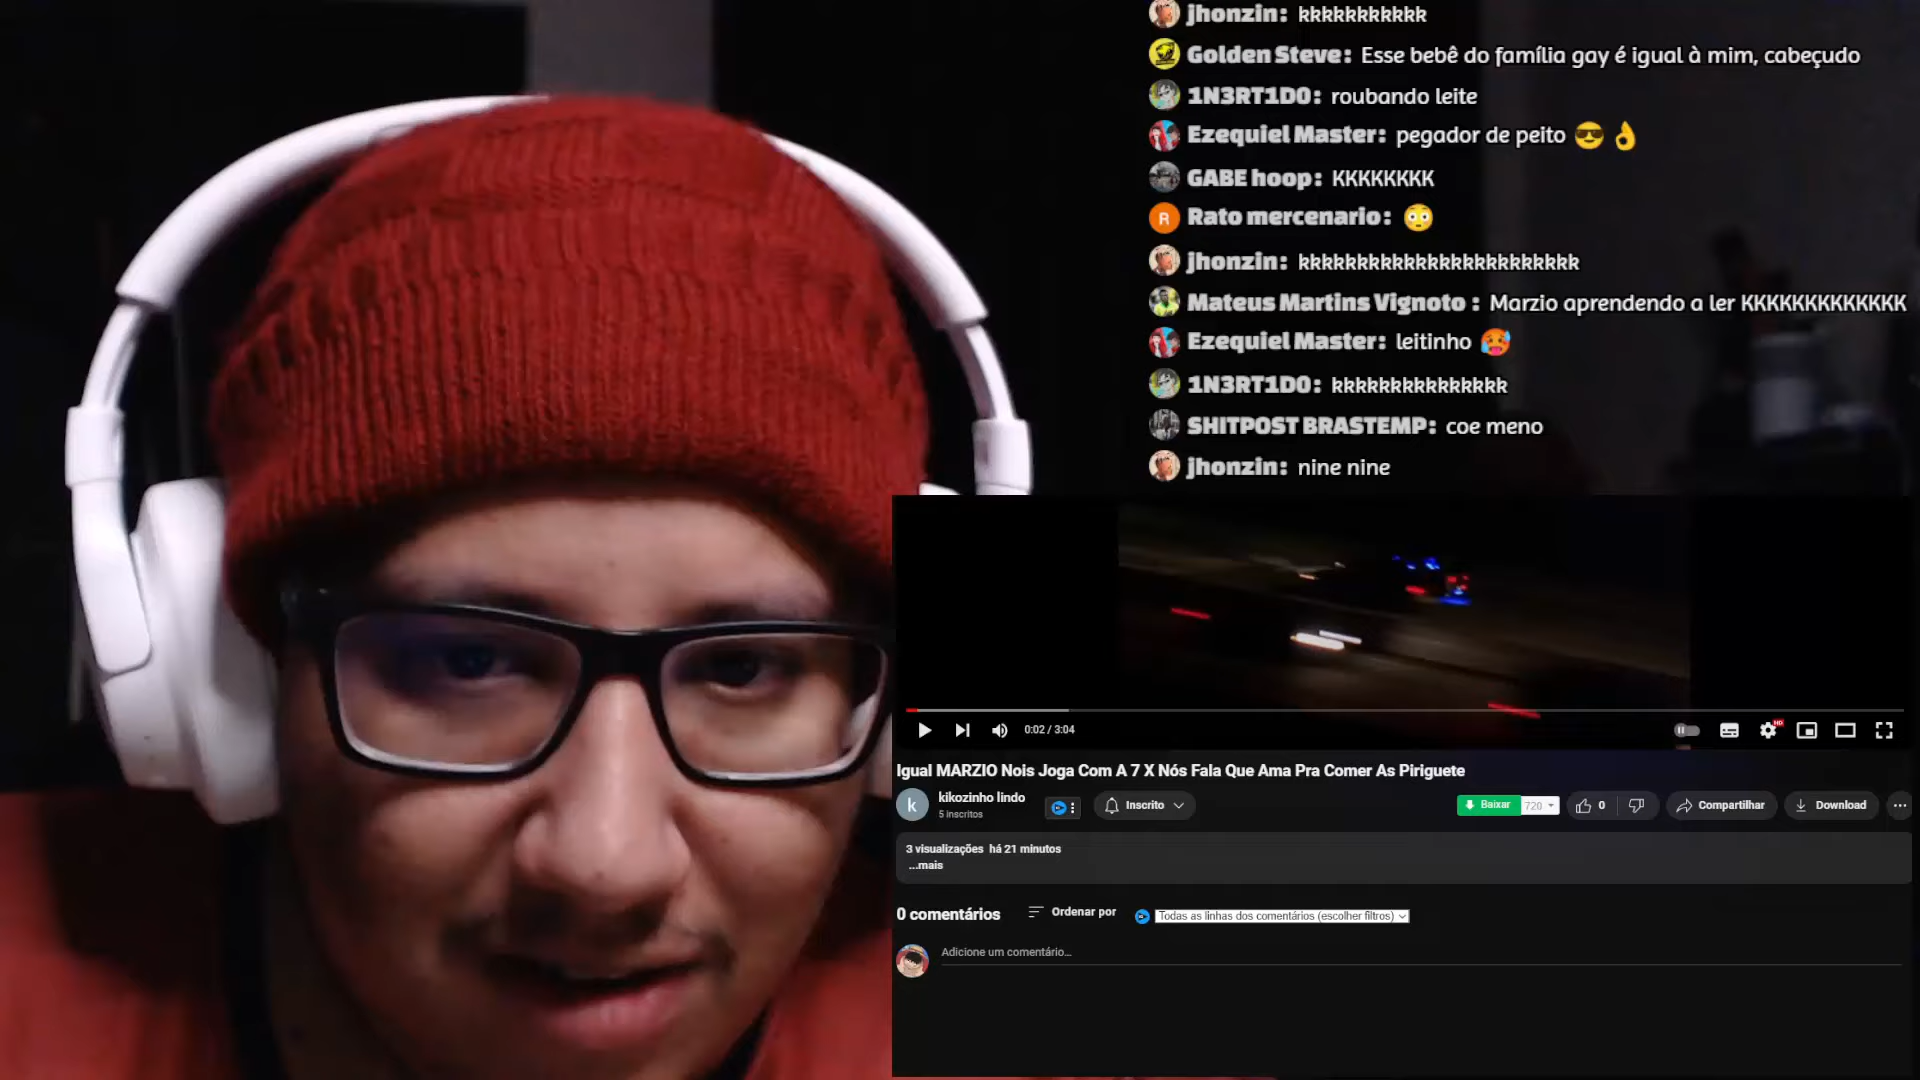 jhonzin: kkkkkkkkkkk
Golden Steve: Esse bebê do família gay é igual à mim, cabeçudo
1N3RT1D0: roubando leite
Ezequiel Master: pegador de peito 😎 👌
GABE hoop: KKKKKKKK
R Rato mercenario: 😳
jhonzin: kkkkkkkkkkkkkkkkkkkkkkkk
Mateus Martins Vignoto : Marzio aprendendo a ler KKKKKKKKKKKKK
Ezequiel Master: leitinho 🥵
1N3RT1D0: kkkkkkkkkkkkkkk
SHITPOST BRASTEMP: coe meno
jhonzin: nine nine
0:02 / 3:04
HD
Igual MARZIO Nois Joga Com A 7 X Nós Fala Que Ama Pra Comer As Piriguete
k kikozinho lindo
5 inscritos
Inscrito
Baixar 720
0
Compartilhar
Download
3 visualizações há 21 minutos
...mais
0 comentários
Ordenar por
Todas as linhas dos comentários (escolher filtros)
Adicione um comentário...